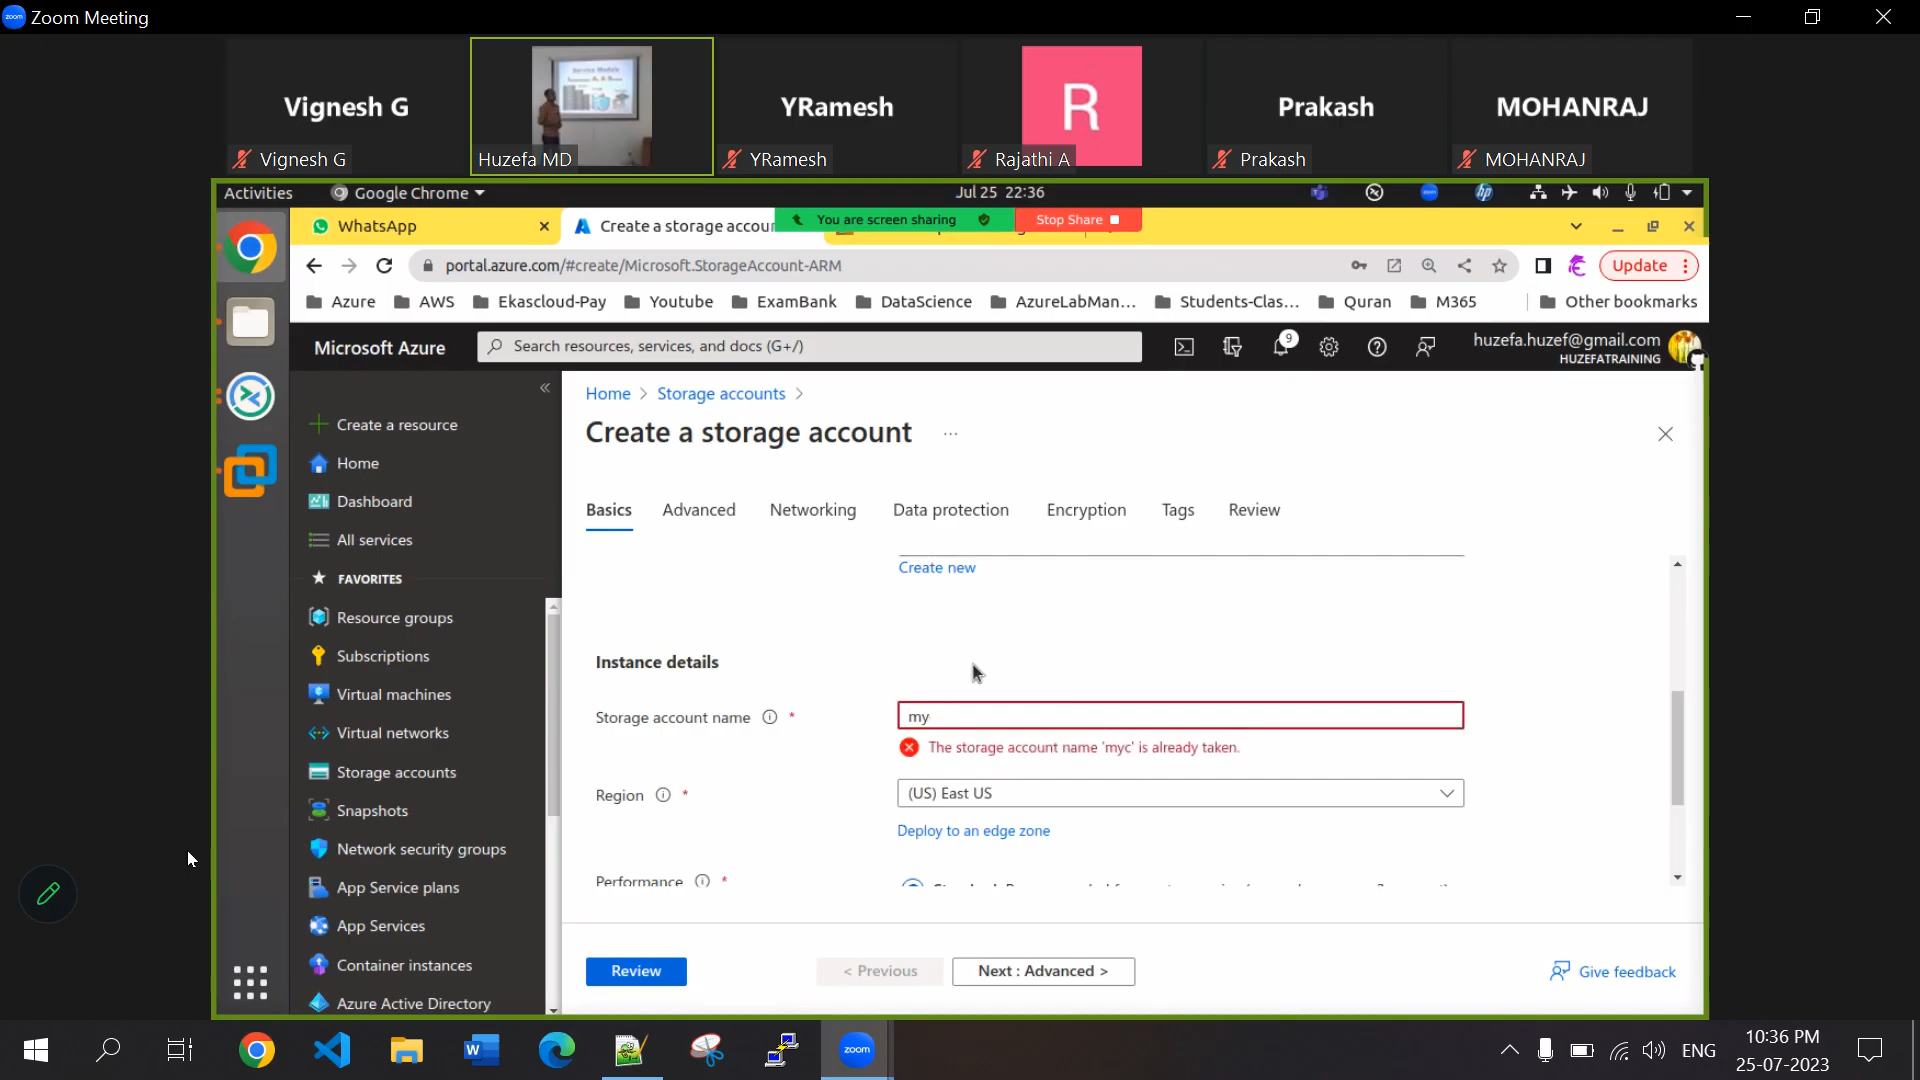 Zoom Meeting
Vignesh G
YRamesh
R
Prakash
MOHANRAJ
Vignesh G
Huzefa MD
YRamesh
Rajathi A
Prakash
MOHANRAJ
Activities
Google Chrome
Jul 25 22:36
WhatsApp
Create a storage accou
You are screen sharing
Stop Share
portal.azure.com/#create/Microsoft.StorageAccount-ARM
Update
Azure
AWS
Ekascloud-Pay
Youtube
ExamBank
DataScience
AzureLabMan...
Students-Clas...
Quran
M365
Other bookmarks
Microsoft Azure
Search resources, services, and docs (G+/)
9
huzefa.huzef@gmail.com
HUZEFATRAINING
Create a resource
Home
Dashboard
All services
FAVORITES
Resource groups
Subscriptions
Virtual machines
Virtual networks
Storage accounts
Snapshots
Network security groups
App Service plans
App Services
Container instances
Azure Active Directory
Home > Storage accounts >
Create a storage account ...
Basics
Advanced
Networking
Data protection
Encryption
Tags
Review
Create new
Instance details
Storage account name *
my
The storage account name 'myc' is already taken.
Region *
(US) East US
Deploy to an edge zone
Performance *
Review
< Previous
Next : Advanced >
Give feedback
zoom
ENG
10:36 PM
25-07-2023